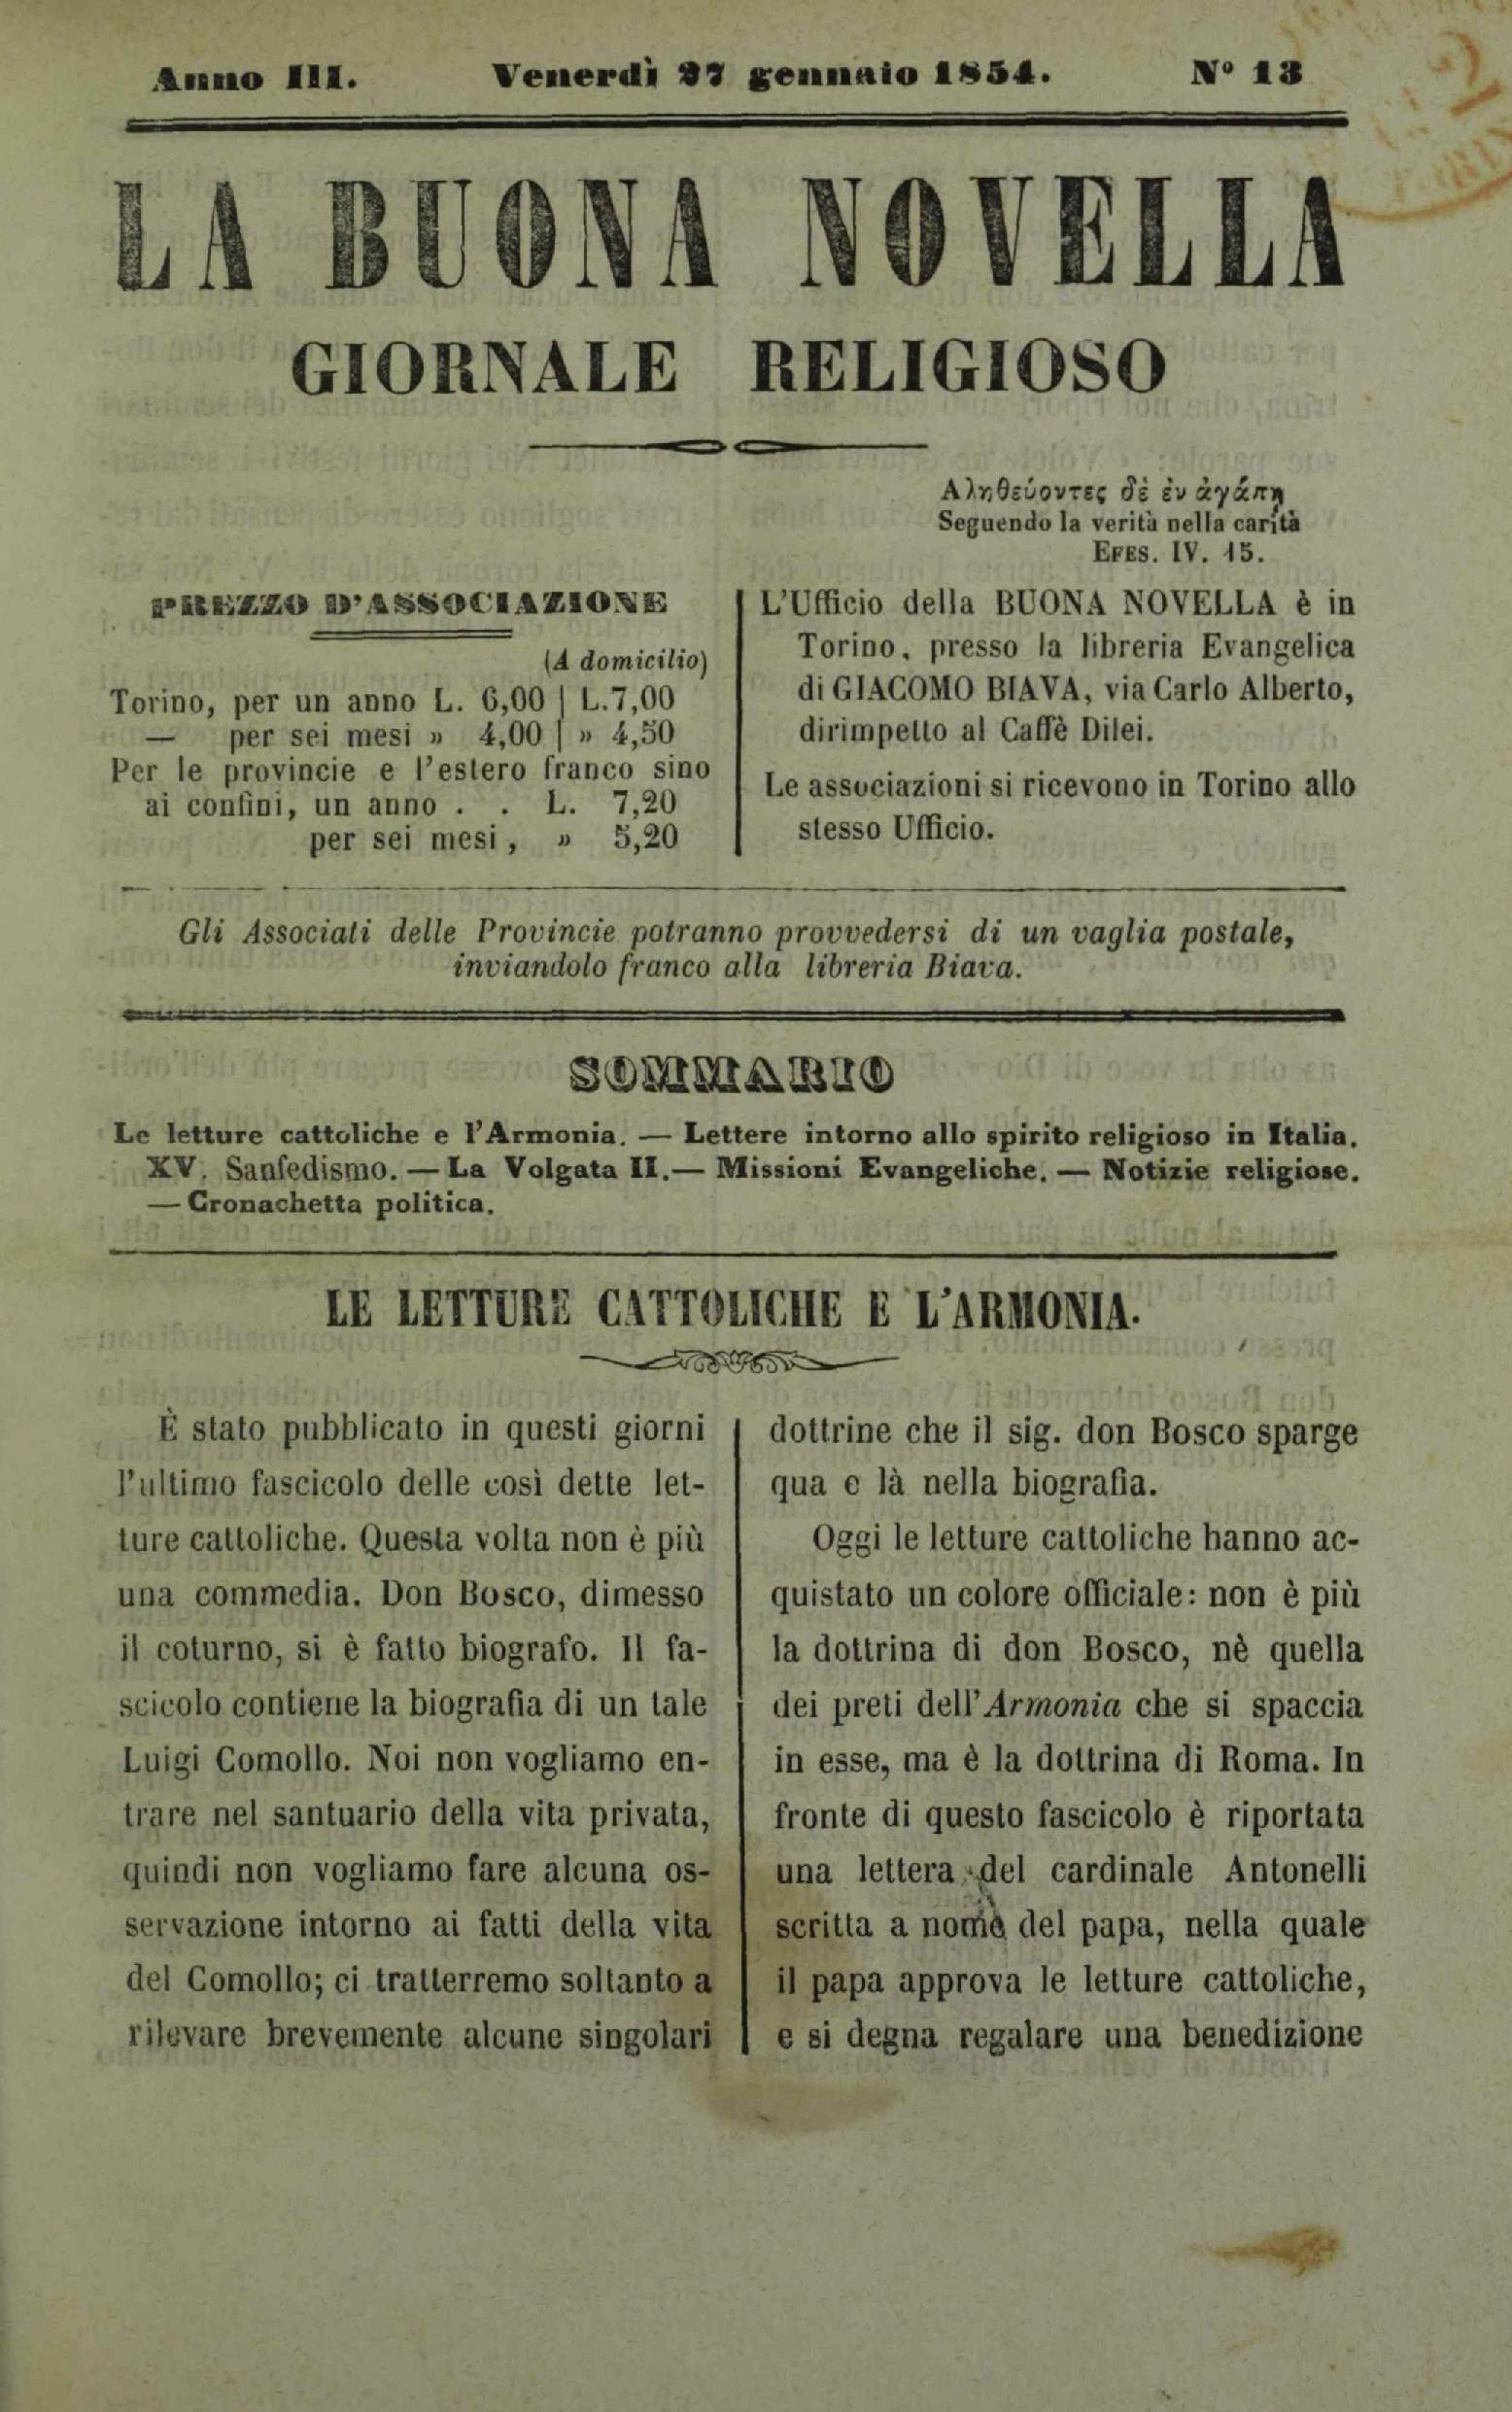 Anno III. Venerdì 27 gennaio 1854. N° 13
LA BUONA NOVELLA
GIORNALE RELIGIOSO
Αληθεύοντες δὲ ἐν ἀγάπῃ
Seguendo la verità nella carità
EFES. IV. 15.
PREZZO D'ASSOCIAZIONE
(A domicilio)
Torino, per un anno L. 6,00 | L.7,00
— per sei mesi » 4,00 | » 4,50
Per le provincie e l'estero franco sino
ai confini, un anno . . L. 7,20
per sei mesi, » 5,20
L'Ufficio della BUONA NOVELLA è in
Torino, presso la libreria Evangelica
di GIACOMO BIAVA, via Carlo Alberto,
dirimpetto al Caffè Dilei.
Le associazioni si ricevono in Torino allo
stesso Ufficio.
Gli Associati delle Provincie potranno provvedersi di un vaglia postale,
inviandolo franco alla libreria Biava.
SOMMARIO
Le letture cattoliche e l'Armonia. — Lettere intorno allo spirito religioso in Italia.
XV. Sanfedismo. — La Volgata II. — Missioni Evangeliche. — Notizie religiose.
— Cronachetta politica.
LE LETTURE CATTOLICHE E L'ARMONIA.
È stato pubblicato in questi giorni
l'ultimo fascicolo delle così dette let-
ture cattoliche. Questa volta non è più
una commedia. Don Bosco, dimesso
il coturno, si è fatto biografo. Il fa-
scicolo contiene la biografia di un tale
Luigi Comollo. Noi non vogliamo en-
trare nel santuario della vita privata,
quindi non vogliamo fare alcuna os-
servazione intorno ai fatti della vita
del Comollo; ci tratterremo soltanto a
rilevare brevemente alcune singolari
dottrine che il sig. don Bosco sparge
qua e là nella biografia.
Oggi le letture cattoliche hanno ac-
quistato un colore officiale: non è più
la dottrina di don Bosco, nè quella
dei preti dell'Armonia che si spaccia
in esse, ma è la dottrina di Roma. In
fronte di questo fascicolo è riportata
una lettera del cardinale Antonelli
scritta a nome del papa, nella quale
il papa approva le letture cattoliche,
e si degna regalare una benedizione